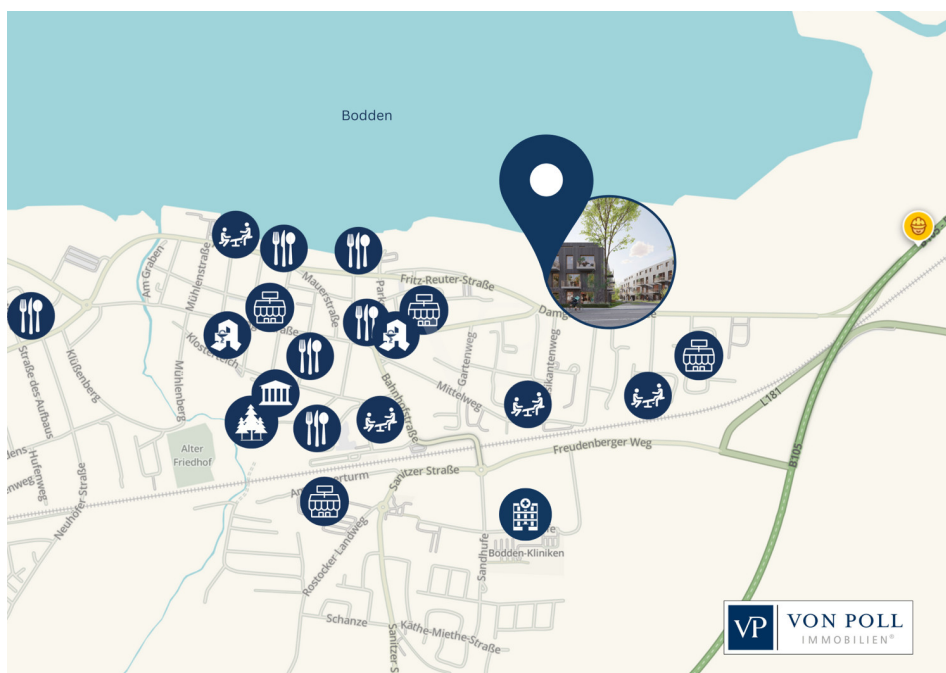 Bodden
Am Graben
Mühlenstraße
Mauerstraße
Fritz-Reuter-Straße
Straße des Aufbaus
Klüßenberg
Klosterteich
Mühlenberg
Gartenweg
Mittelweg
Bahnhofstraße
L181
B105
Freudenberger Weg
Alter
Friedhof
Hufenweg
Neuhofer Straße
Sanitzer Straße
Rostocker Landweg
Bodden-Kliniken
Sandhufe
Schanze
Käthe-Miethe-Straße
VP
VON POLL
IMMOBILIEN®